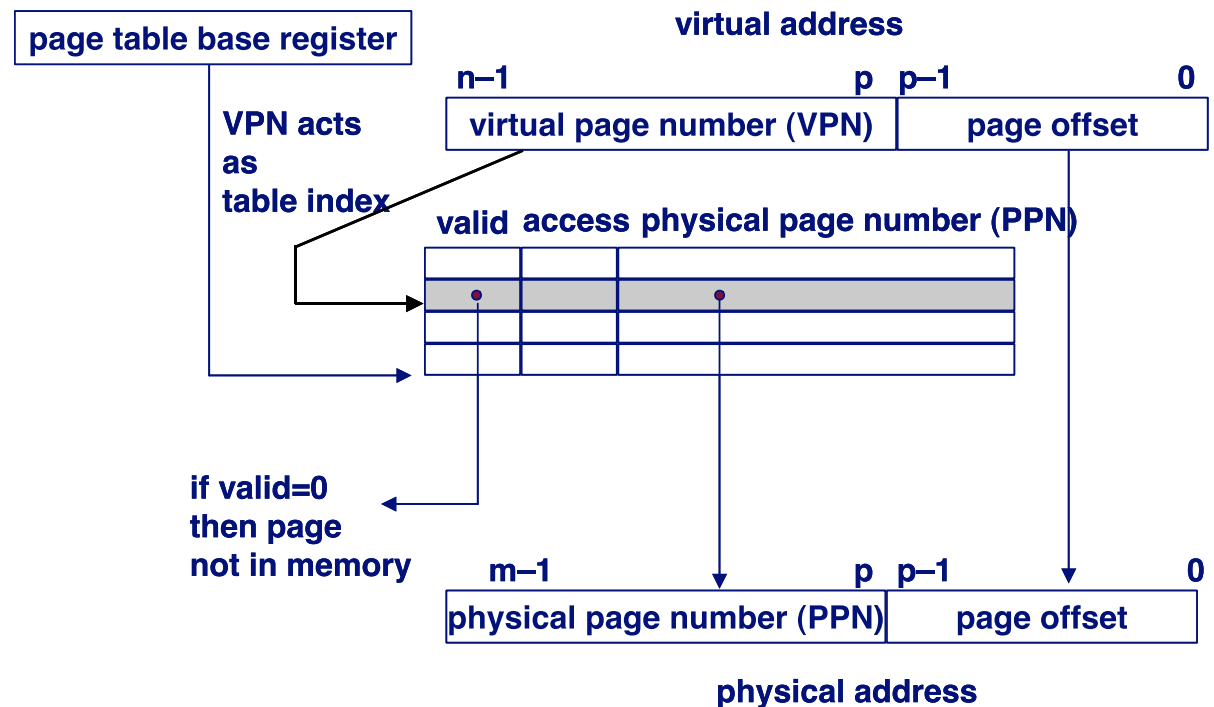 page table base register
virtual address
n–1 p p–1 0
virtual page number (VPN) page offset
VPN acts
as
table index
valid access physical page number (PPN)
if valid=0
then page
not in memory
m–1 p p–1 0
physical page number (PPN) page offset
physical address